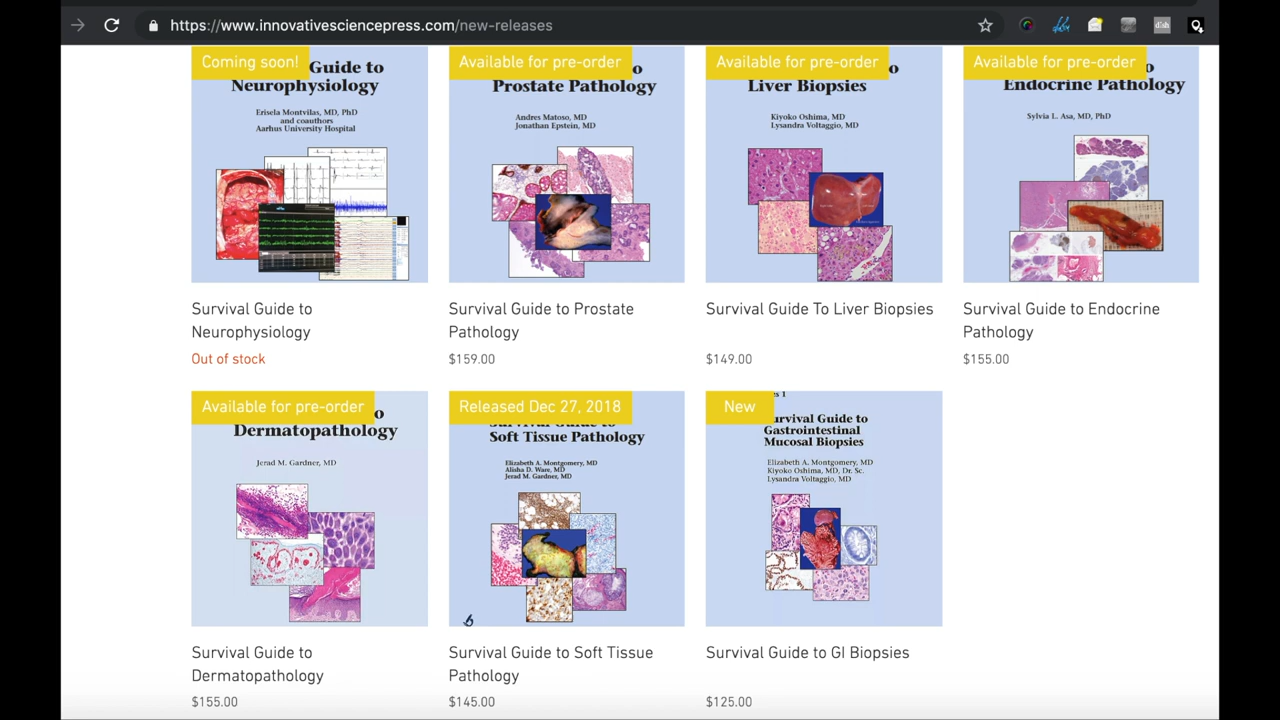 https://www.innovativesciencepress.com/new-releases
Coming soon!
Guide to
Neurophysiology
Erisela Montvilas, MD, PhD
and coauthors
Aarhus University Hospital
Survival Guide to
Neurophysiology
Out of stock
Available for pre-order
to
Prostate Pathology
Andres Matoso, MD
Jonathan Epstein, MD
Survival Guide to Prostate
Pathology
$159.00
Available for pre-order
Liver Biopsies
Kiyoko Oshima, MD
Lysandra Voltaggio, MD
Survival Guide To Liver Biopsies
$149.00
Available for pre-order
Endocrine Pathology
Sylvia L. Asa, MD, PhD
Survival Guide to Endocrine
Pathology
$155.00
Available for pre-order
Dermatopathology
Jerad M. Gardner, MD
Survival Guide to
Dermatopathology
$155.00
Released Dec 27, 2018
Survival Guide to
Soft Tissue Pathology
Elizabeth A. Montgomery, MD
Alisha D. Ware, MD
Jerad M. Gardner, MD
Survival Guide to Soft Tissue
Pathology
$145.00
New
Survival Guide to
Gastrointestinal
Mucosal Biopsies
Elizabeth A. Montgomery, MD
Kiyoko Oshima, MD, Dr. Sc.
Lysandra Voltaggio, MD
Survival Guide to GI Biopsies
$125.00